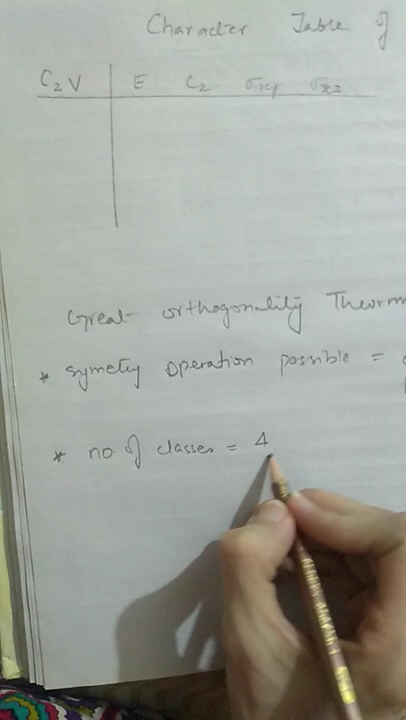 Character Table of
C2V E C2 σxy σxz
Great orthogonality Theorm
* symetry operation possible =
* no of classes = 4